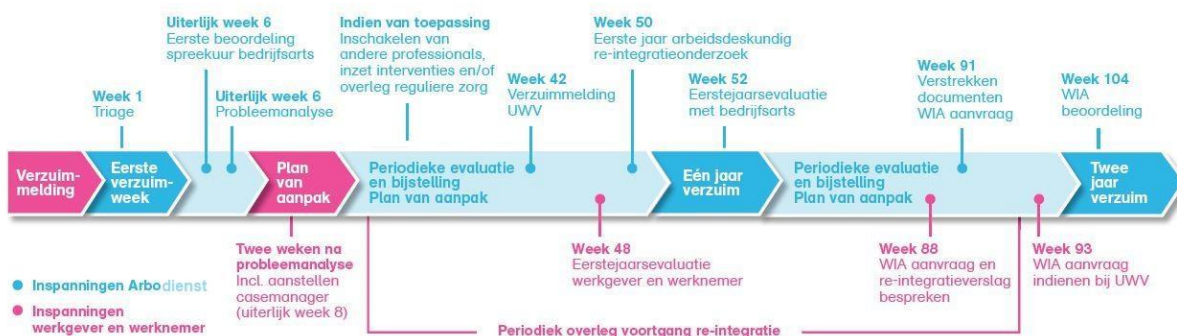 Uiterlijk week 6
Eerste beoordeling
spreekuur bedrijfsarts
Indien van toepassing
Inschakelen van
andere professionals,
inzet interventies en/of
overleg reguliere zorg
Week 50
Eerste jaar arbeidsdeskundig
re-integratieonderzoek
Week 1
Triage
Uiterlijk week 6
Probleemanalyse
Week 42
Verzuimmelding
UWV
Week 52
Eerstejaarsevaluatie
met bedrijfsarts
Week 91
Verstrekken
documenten
WIA aanvraag
Week 104
WIA
beoordeling
Verzuim-
melding
Eerste
verzuim-
week
Plan
van
aanpak
Periodieke evaluatie
en bijstelling
Plan van aanpak
Eén jaar
verzuim
Periodieke evaluatie
en bijstelling
Plan van aanpak
Twee
jaar
verzuim
Twee weken na
probleemanalyse
Incl. aanstellen
casemanager
(uiterlijk week 8)
Week 48
Eerstejaarsevaluatie
werkgever en werknemer
Week 88
WIA aanvraag en
re-integratieverslag
bespreken
Week 93
WIA aanvraag
indienen bij UWV
Inspanningen Arbodienst
Inspanningen
werkgever en werknemer
Periodiek overleg voortgang re-integratie